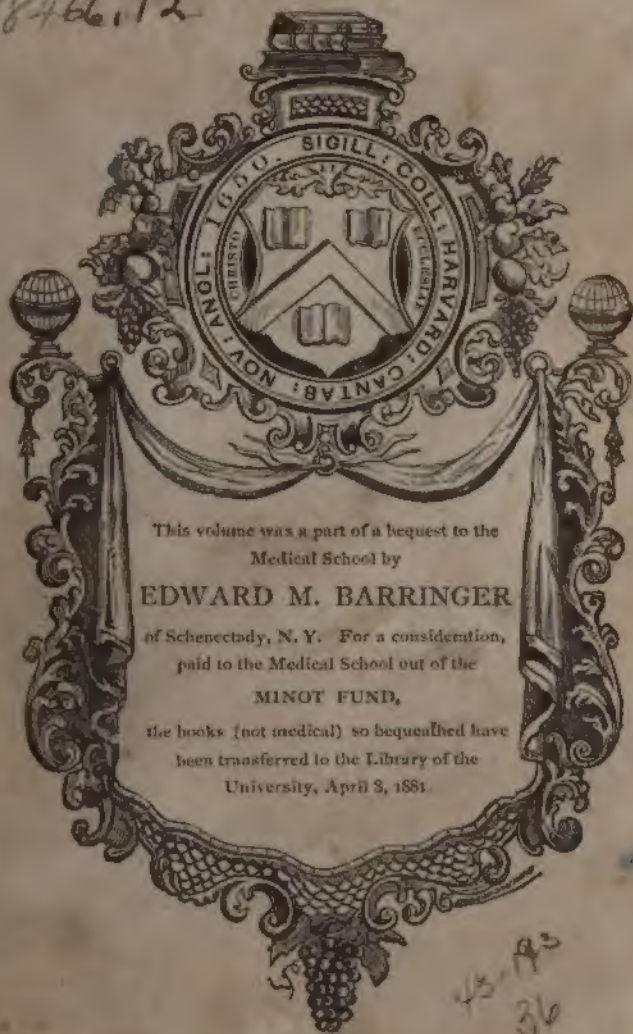 8466.12
SIGILL: COLL: HARVARD: CANTAB: NOV: ANGL: 1650.
CHRISTO
ECCLESIAE
This volume was a part of a bequest to the
Medical School by
EDWARD M. BARRINGER
of Schenectady, N. Y. For a consideration,
paid to the Medical School out of the
MINOT FUND,
the books (not medical) so bequeathed have
been transferred to the Library of the
University, April 8, 1881.
36